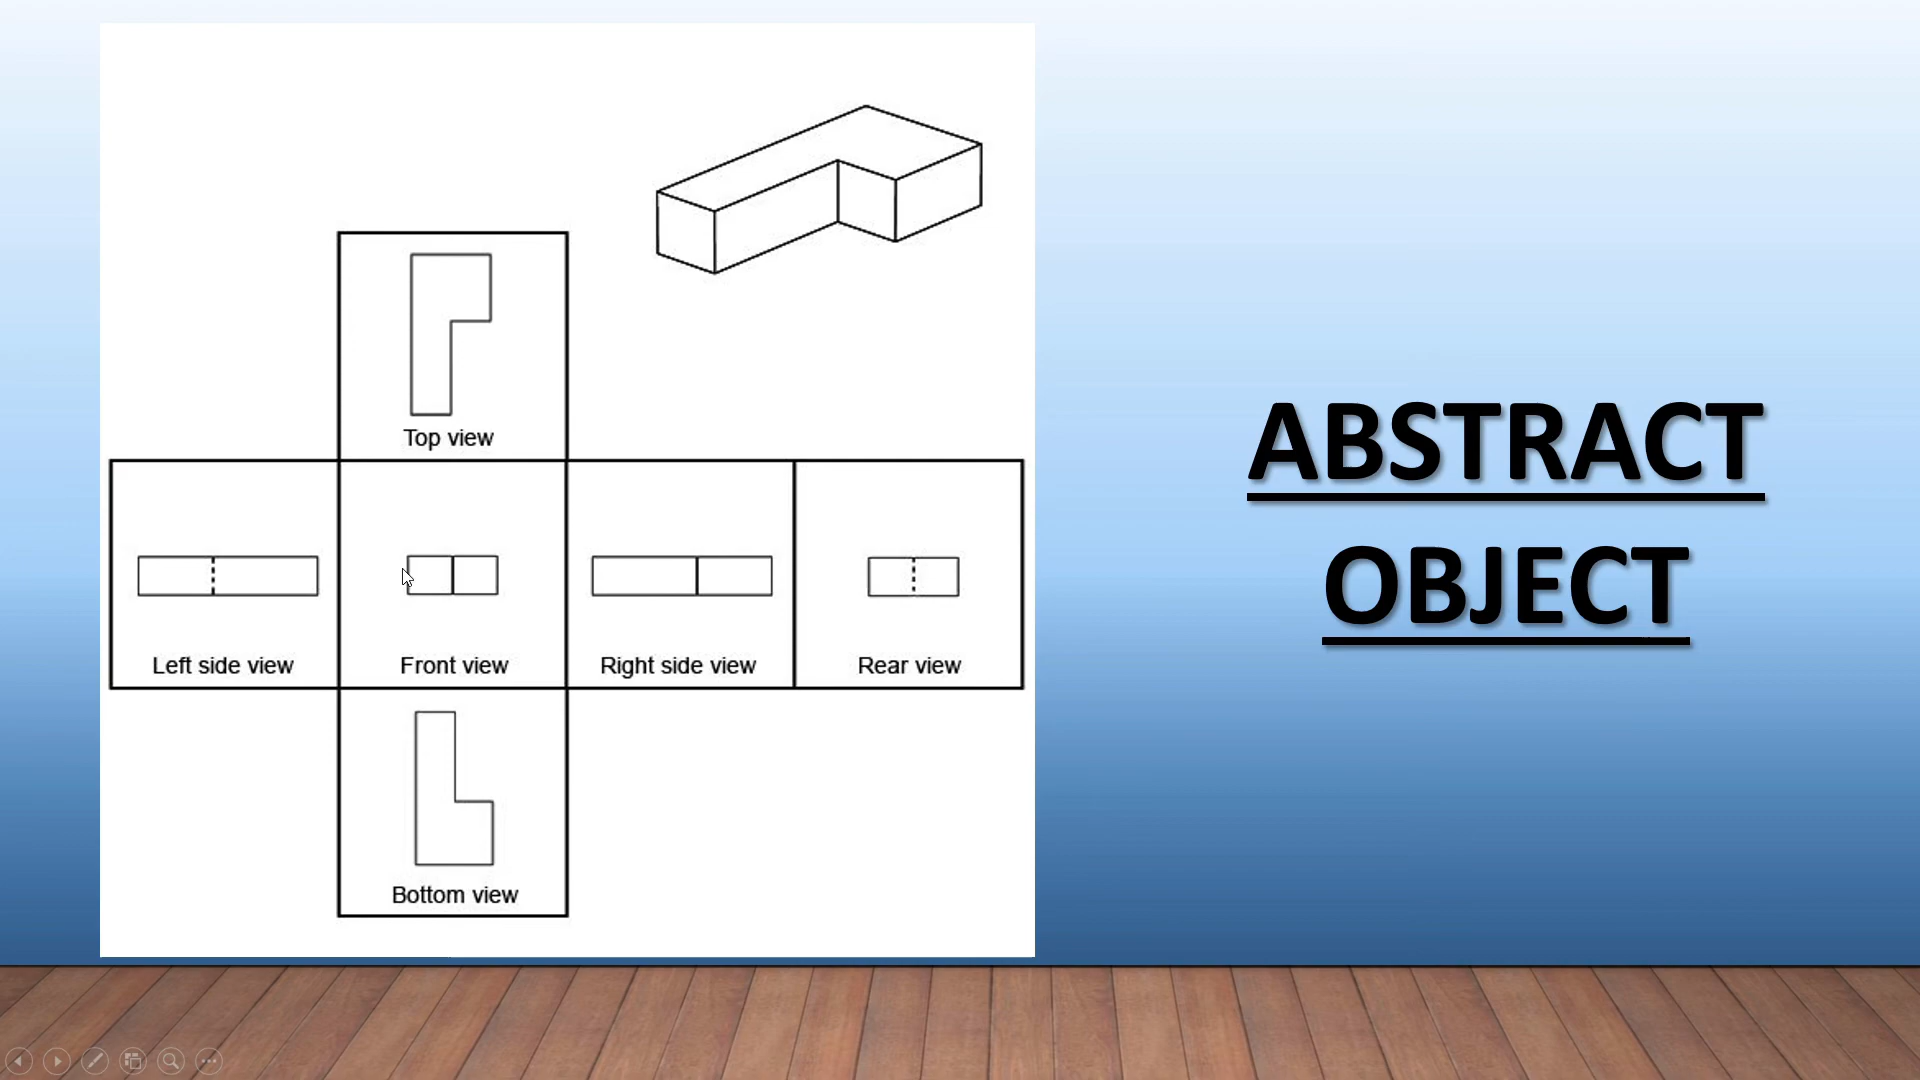 Top view
Left side view
Front view
Right side view
Rear view
Bottom view
ABSTRACT
OBJECT